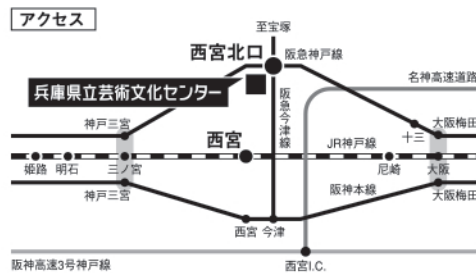 アクセス
至宝塚
西宮北口
阪急神戸線
兵庫県立芸術文化センター
阪急今津線
名神高速道路
神戸三宮
西宮
JR神戸線
十三
大阪梅田
姫路
明石
三ノ宮
尼崎
大阪
神戸三宮
阪神本線
大阪梅田
西宮
今津
阪神高速3号神戸線
西宮I.C.